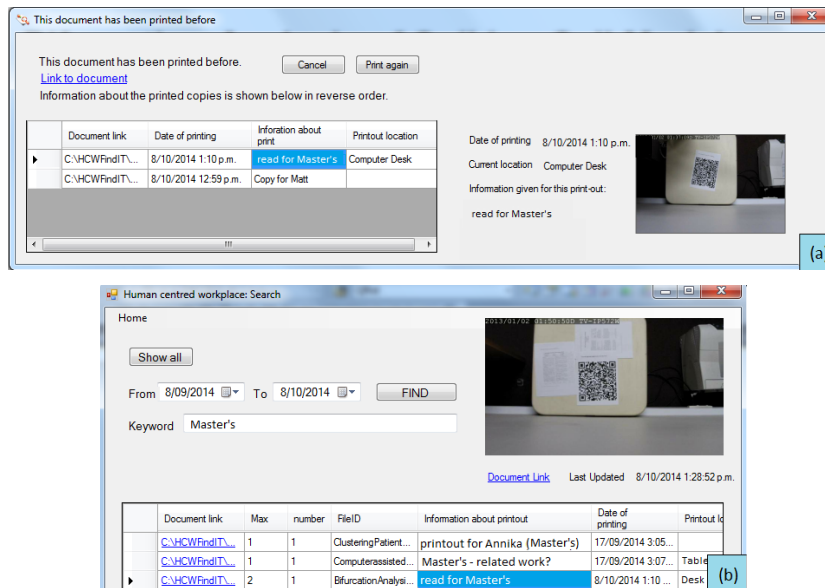 This document has been printed before
This document has been printed before.
Cancel
Print again
Link to document
Information about the printed copies is shown below in reverse order.
Document link Date of printing Inforation about print Printout location
C:\HCWFindIT\... 8/10/2014 1:10 p.m. read for Master's Computer Desk
C:\HCWFindIT\... 8/10/2014 12:59 p.m. Copy for Matt
Date of printing 8/10/2014 1:10 p.m.
Current location Computer Desk
Information given for this print-out:
read for Master's
(a
Human centred workplace: Search
Home
Show all
From 8/09/2014 To 8/10/2014 FIND
Keyword Master's
2013/01/02 01:50:50
Document Link Last Updated 8/10/2014 1:28:52 p.m.
Document link Max number FileID Information about printout Date of printing Printout lo
C:\HCWFindIT\... 1 1 ClusteringPatient... printout for Annika (Master's) 17/09/2014 3:05...
C:\HCWFindIT\... 1 1 Computerassisted... Master's - related work? 17/09/2014 3:07... Table
C:\HCWFindIT\... 2 1 BifurcationAnalysi... read for Master's 8/10/2014 1:10 ... Desk
(b)